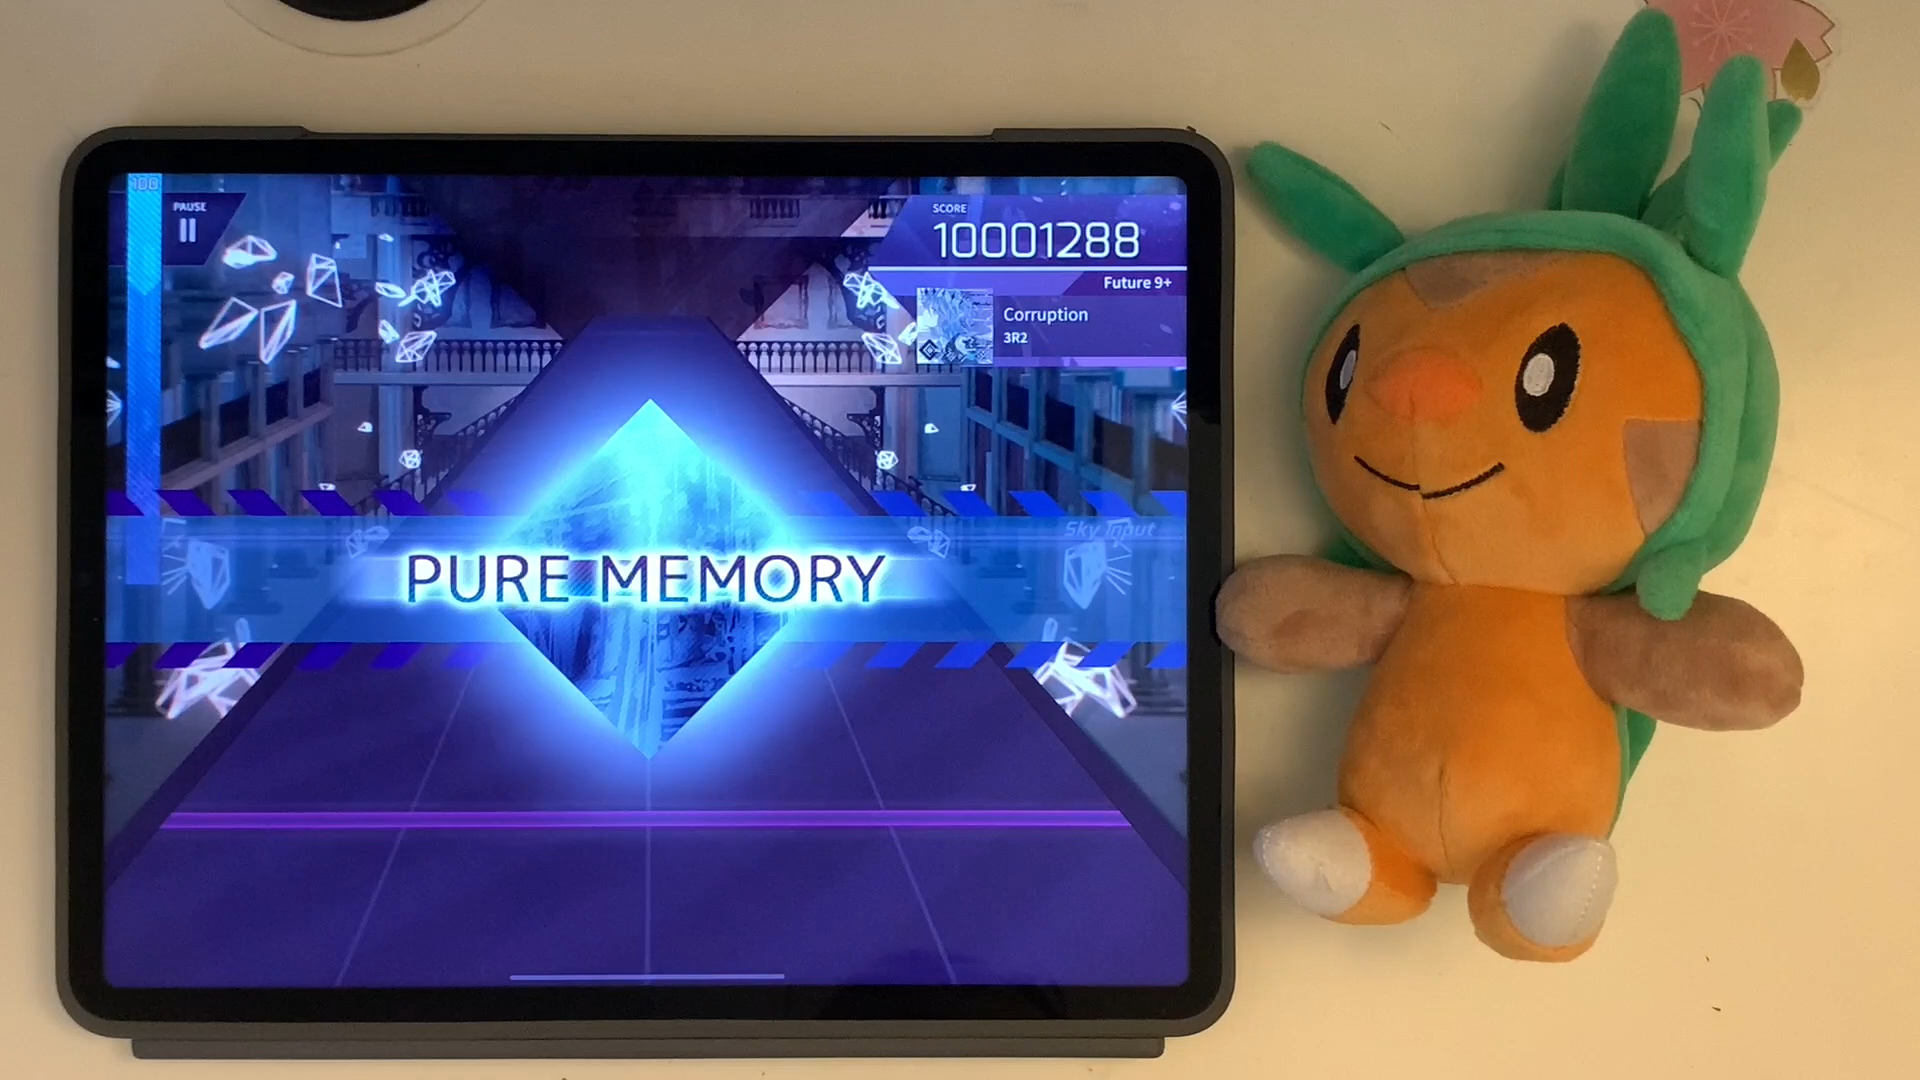 100
PAUSE
SCORE
10001288
Future 9+
Corruption
3R2
Sky Input
PURE MEMORY